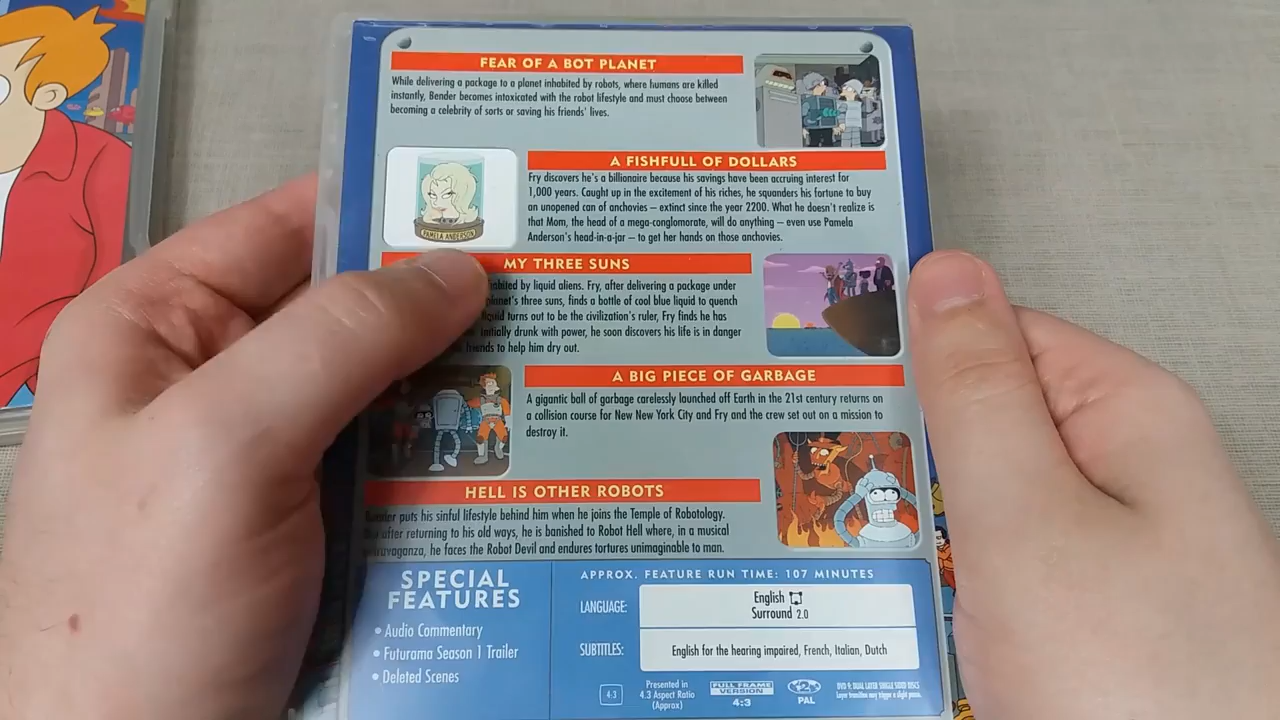 FEAR OF A BOT PLANET
While delivering a package to a planet inhabited by robots, where humans are killed
instantly, Bender becomes intoxicated with the robot lifestyle and must choose between
becoming a celebrity of sorts or saving his friends' lives.
A FISHFULL OF DOLLARS
Fry discovers he's a billionaire because his savings have been accruing interest for
1,000 years. Caught up in the excitement of his riches, he squanders his fortune to buy
an unopened can of anchovies – extinct since the year 2200. What he doesn't realize is
that Mom, the head of a mega-conglomorate, will do anything – even use Pamela
Anderson's head-in-a-jar – to get her hands on those anchovies.
PAMELA ANDERSON
MY THREE SUNS
by liquid aliens. Fry, after delivering a package under
planet's three suns, finds a bottle of cool blue liquid to quench
turns out to be the civilization's ruler, Fry finds he has
Initially drunk with power, he soon discovers his life is in danger
friends to help him dry out.
A BIG PIECE OF GARBAGE
A gigantic ball of garbage carelessly launched off Earth in the 21st century returns on
a collision course for New New York City and Fry and the crew set out on a mission to
destroy it.
HELL IS OTHER ROBOTS
puts his sinful lifestyle behind him when he joins the Temple of Robotology.
after returning to his old ways, he is banished to Robot Hell where, in a musical
he faces the Robot Devil and endures tortures unimaginable to man.
SPECIAL
FEATURES
• Audio Commentary
• Futurama Season 1 Trailer
• Deleted Scenes
APPROX. FEATURE RUN TIME: 107 MINUTES
LANGUAGE:
English
Surround 2.0
SUBTITLES:
English for the hearing impaired, French, Italian, Dutch
4:3
Presented in
4.3 Aspect Ratio
(Approx)
FULL FRAME
VERSION
4:3
2
PAL
DVD 9: DUAL LAYER SINGLE SIDED DISCS
Layer transition may trigger a slight pause.